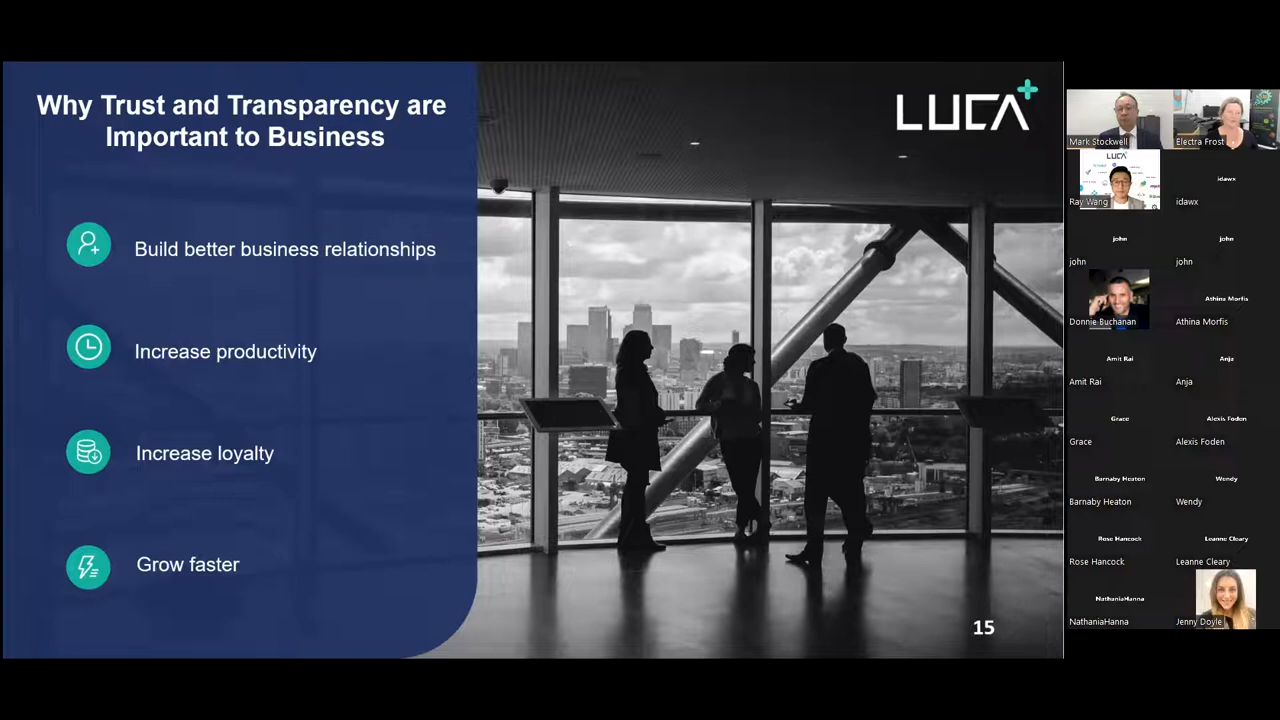 Why Trust and Transparency are
Important to Business
Build better business relationships
Increase productivity
Increase loyalty
Grow faster
LUCA+
15
Mark Stockwell
Electra Frost
LUCA+
Ray Wang
idawx
idawx
john
john
john
john
Donnie Buchanan
Athina Morfis
Athina Morfis
Amit Rai
Amit Rai
Anja
Anja
Grace
Grace
Alexis Foden
Alexis Foden
Barnaby Heaton
Barnaby Heaton
Wendy
Wendy
Rose Hancock
Rose Hancock
Leanne Cleary
Leanne Cleary
NathaniaHanna
NathaniaHanna
Jenny Doyle